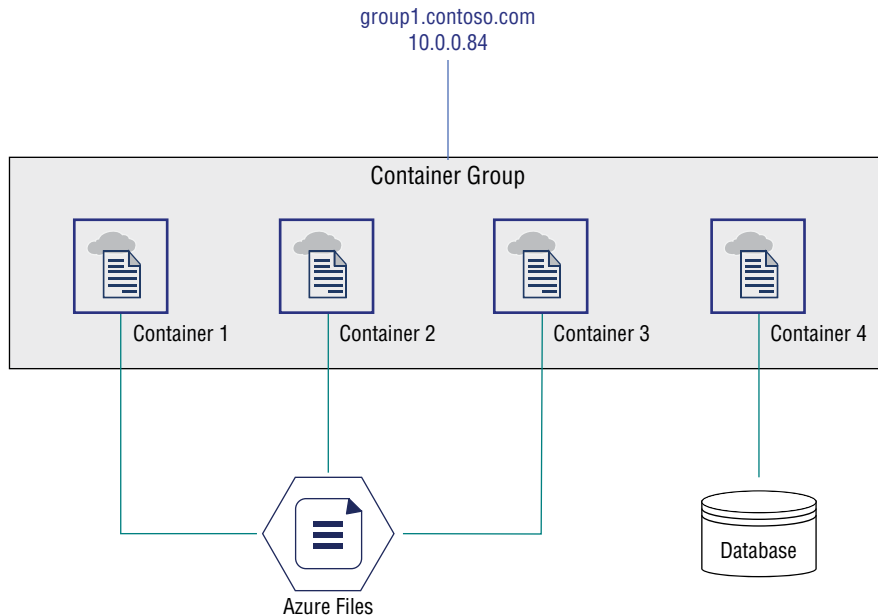 group1.contoso.com
10.0.0.84
Container Group
Container 1
Container 2
Container 3
Container 4
Database
Azure Files